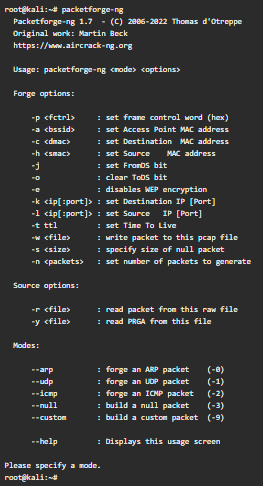 root@kali:~# packetforge-ng
Packetforge-ng 1.7 - (C) 2006-2022 Thomas d'Otreppe
Original work: Martin Beck
https://www.aircrack-ng.org
Usage: packetforge-ng <mode> <options>
Forge options:
-p <fctrl> : set frame control word (hex)
-a <bssid> : set Access Point MAC address
-c <dmac> : set Destination MAC address
-h <smac> : set Source MAC address
-j : set FromDS bit
-o : clear ToDS bit
-e : disables WEP encryption
-k <ip[:port]> : set Destination IP [Port]
-l <ip[:port]> : set Source IP [Port]
-t ttl : set Time To Live
-w <file> : write packet to this pcap file
-s <size> : specify size of null packet
-n <packets> : set number of packets to generate
Source options:
-r <file> : read packet from this raw file
-y <file> : read PRGA from this file
Modes:
--arp : forge an ARP packet (-0)
--udp : forge an UDP packet (-1)
--icmp : forge an ICMP packet (-2)
--null : build a null packet (-3)
--custom : build a custom packet (-9)
--help : Displays this usage screen
Please specify a mode.
root@kali:~#